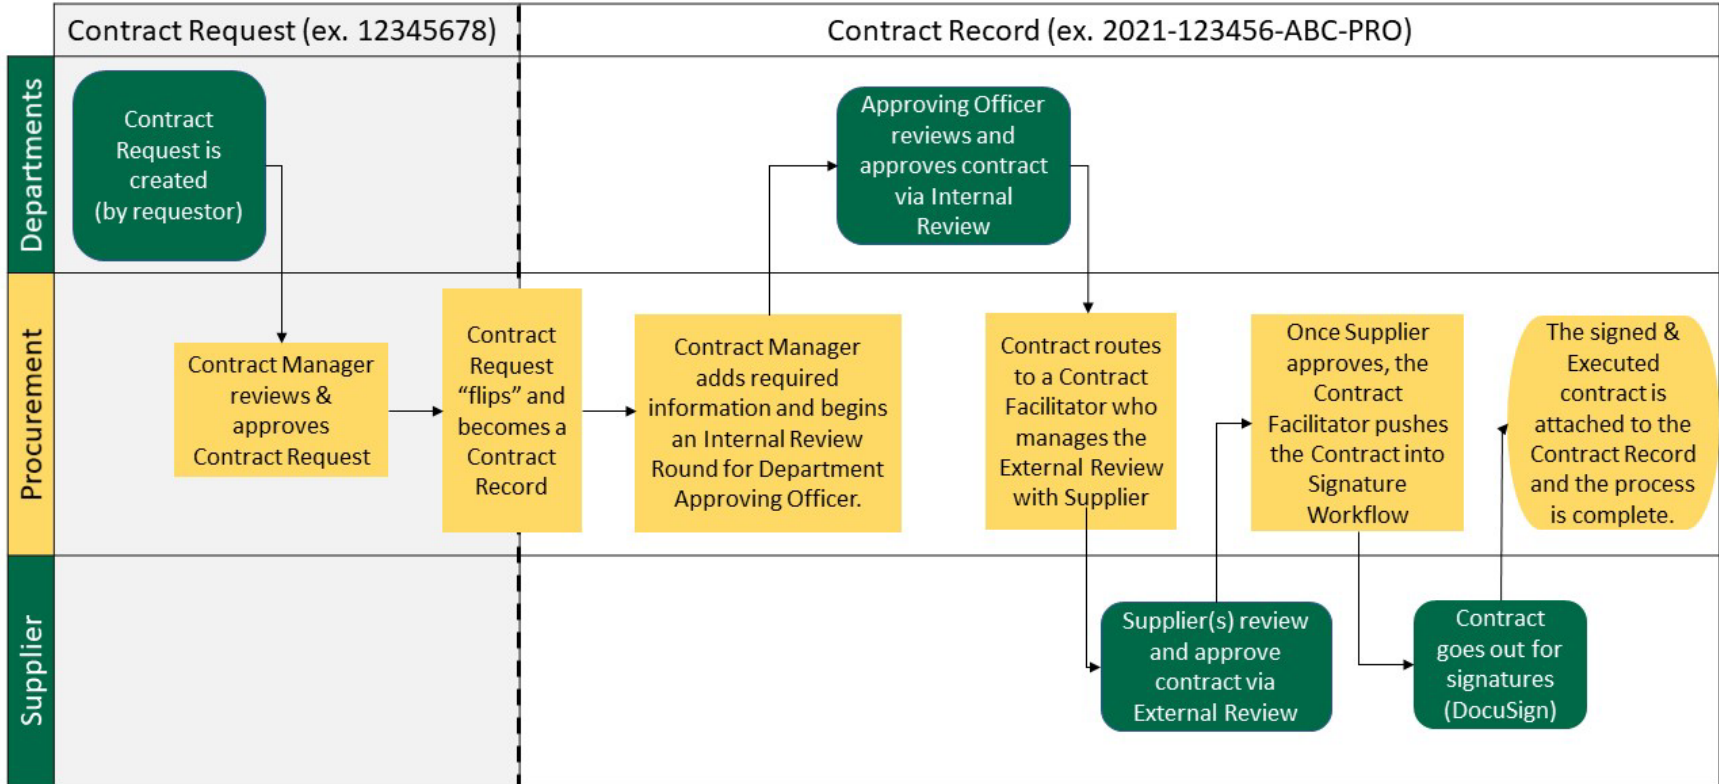 Contract Request (ex. 12345678)
Contract Record (ex. 2021-123456-ABC-PRO)
Departments
Contract
Request is
created
(by requestor)
Approving Officer
reviews and
approves contract
via Internal
Review
Procurement
Contract Manager
reviews &
approves
Contract Request
Contract
Request
“flips” and
becomes a
Contract
Record
Contract Manager
adds required
information and begins
an Internal Review
Round for Department
Approving Officer.
Contract routes
to a Contract
Facilitator who
manages the
External Review
with Supplier
Once Supplier
approves, the
Contract
Facilitator pushes
the Contract into
Signature
Workflow
The signed &
Executed
contract is
attached to the
Contract Record
and the process
is complete.
Supplier
Supplier(s) review
and approve
contract via
External Review
Contract
goes out for
signatures
(DocuSign)